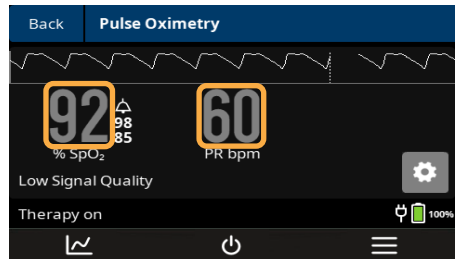 Back Pulse Oximetry
92 98 60
85
% SpO₂ PR bpm
Low Signal Quality
Therapy on 100%